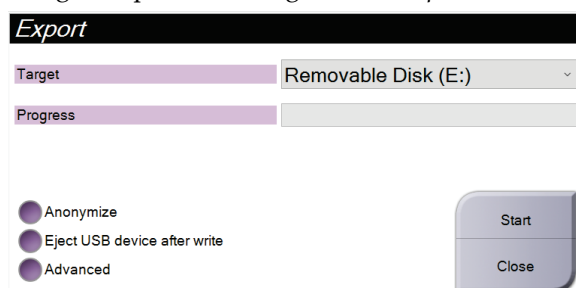 Export
Target
Removable Disk (E:)
Progress
Anonymize
Eject USB device after write
Advanced
Start
Close